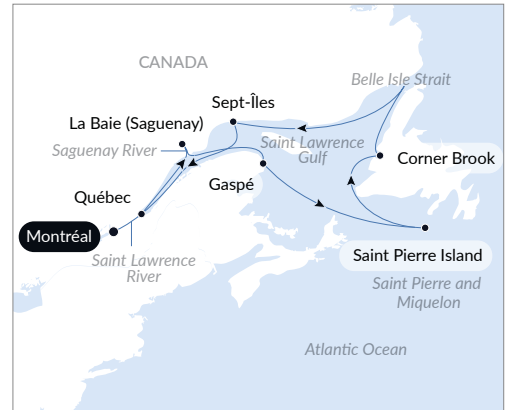 CANADA
Belle Isle Strait
Sept-Îles
La Baie (Saguenay)
Saguenay River
Saint Lawrence
Gulf
Corner Brook
Gaspé
Québec
Montréal
Saint Lawrence
River
Saint Pierre Island
Saint Pierre and
Miquelon
Atlantic Ocean